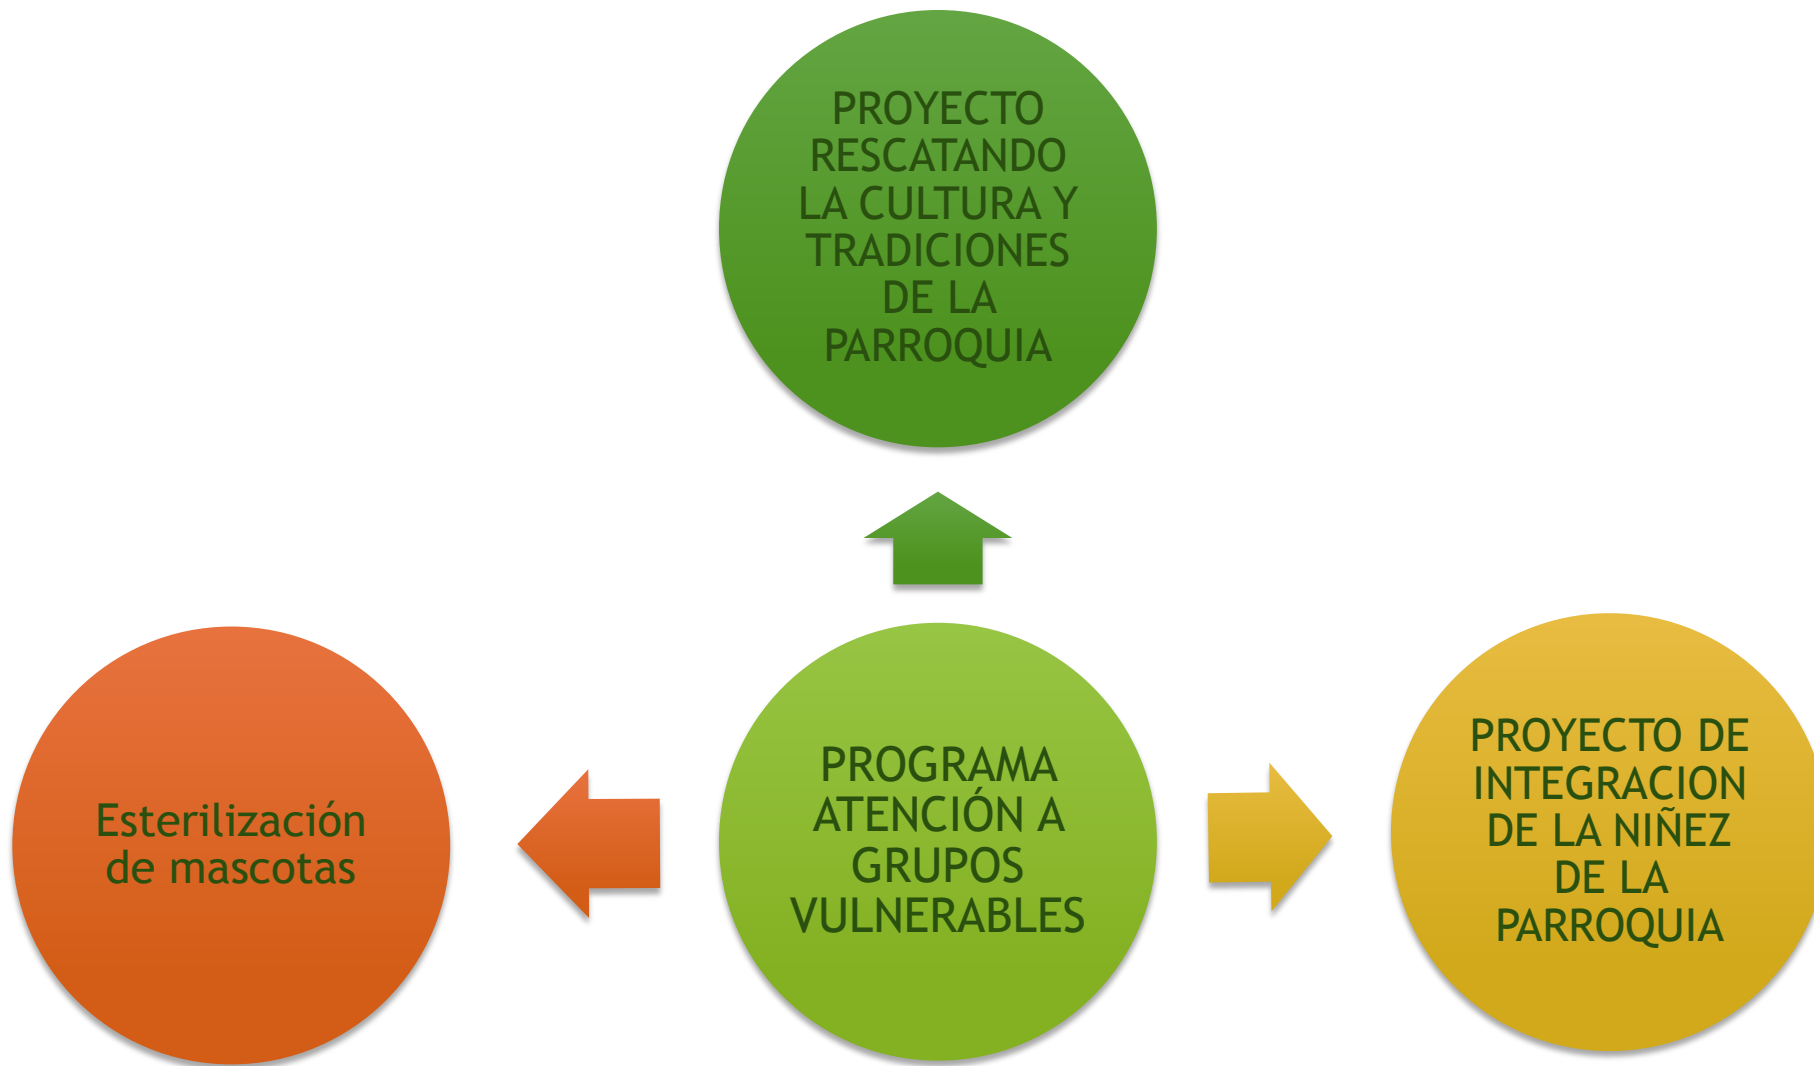 PROYECTO
RESCATANDO
LA CULTURA Y
TRADICIONES
DE LA
PARROQUIA
Esterilización
de mascotas
PROGRAMA
ATENCIÓN A
GRUPOS
VULNERABLES
PROYECTO DE
INTEGRACION
DE LA NIÑEZ
DE LA
PARROQUIA